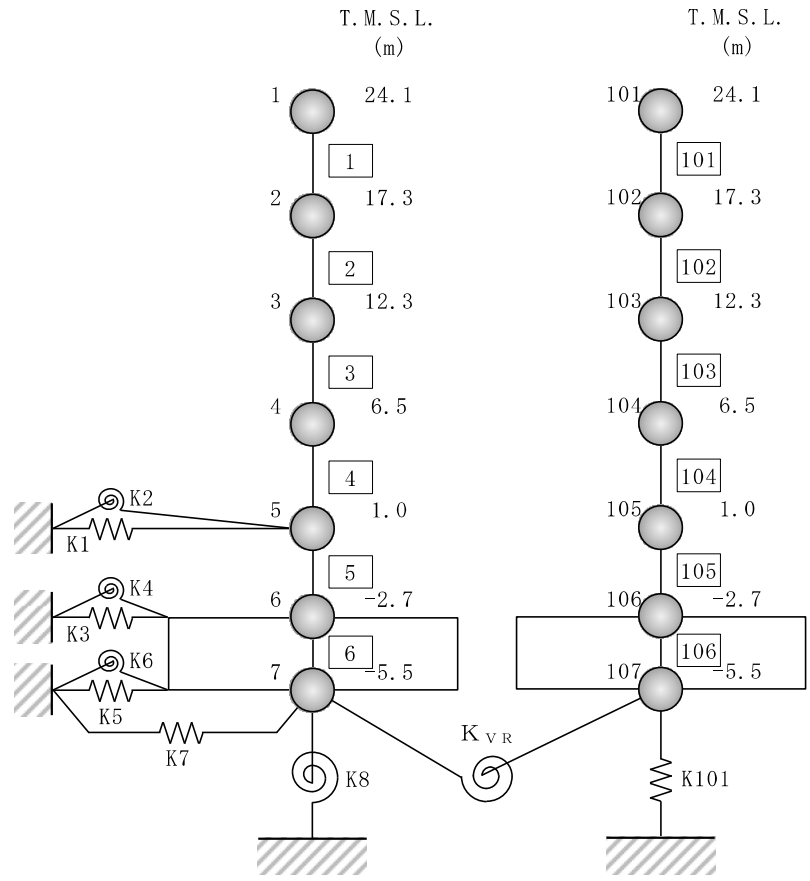 T. M. S. L. T. M. S. L.
(m) (m)
1 24.1 101 24.1
1 101
2 17.3 102 17.3
2 102
3 12.3 103 12.3
3 103
4 6.5 104 6.5
4 104
K2 5 1.0 105 1.0
K1
5 105
K4 6 -2.7 106 -2.7
K3
6 106
K6 7 -5.5 107 -5.5
K5
K7 KVR
K8 K101